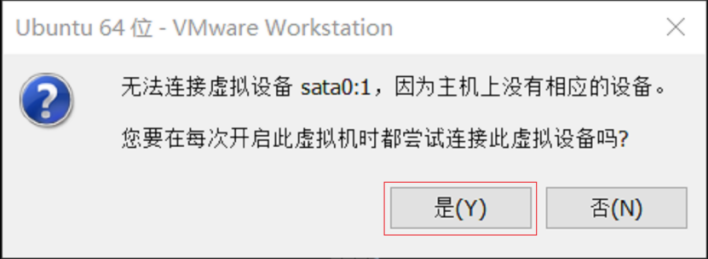 Ubuntu 64 位 - VMware Workstation
无法连接虚拟设备 sata0:1，因为主机上没有相应的设备。
您要在每次开启此虚拟机时都尝试连接此虚拟设备吗?
是(Y)
否(N)